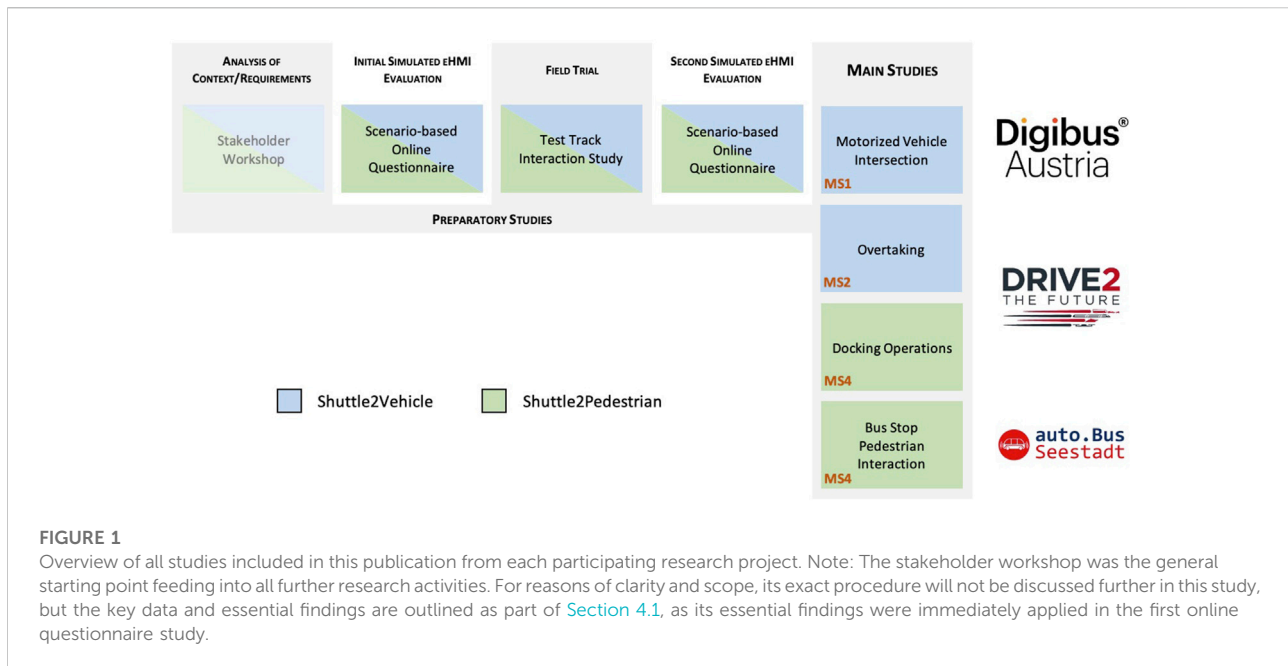 ANALYSIS OF
CONTEXT/REQUIREMENTS
INITIAL SIMULATED EHMI
EVALUATION
FIELD TRIAL
SECOND SIMULATED EHMI
EVALUATION
MAIN STUDIES
Stakeholder
Workshop
Scenario-based
Online
Questionnaire
Test Track
Interaction Study
Scenario-based
Online
Questionnaire
Motorized Vehicle
Intersection
MS1
PREPARATORY STUDIES
Overtaking
MS2
Docking Operations
MS4
Bus Stop
Pedestrian
Interaction
MS4
Shuttle2Vehicle
Shuttle2Pedestrian
Digibus®
Austria
DRIVE2
THE FUTURE
auto.Bus
Seestadt
FIGURE 1
Overview of all studies included in this publication from each participating research project. Note: The stakeholder workshop was the general
starting point feeding into all further research activities. For reasons of clarity and scope, its exact procedure will not be discussed further in this study,
but the key data and essential findings are outlined as part of Section 4.1, as its essential findings were immediately applied in the first online
questionnaire study.